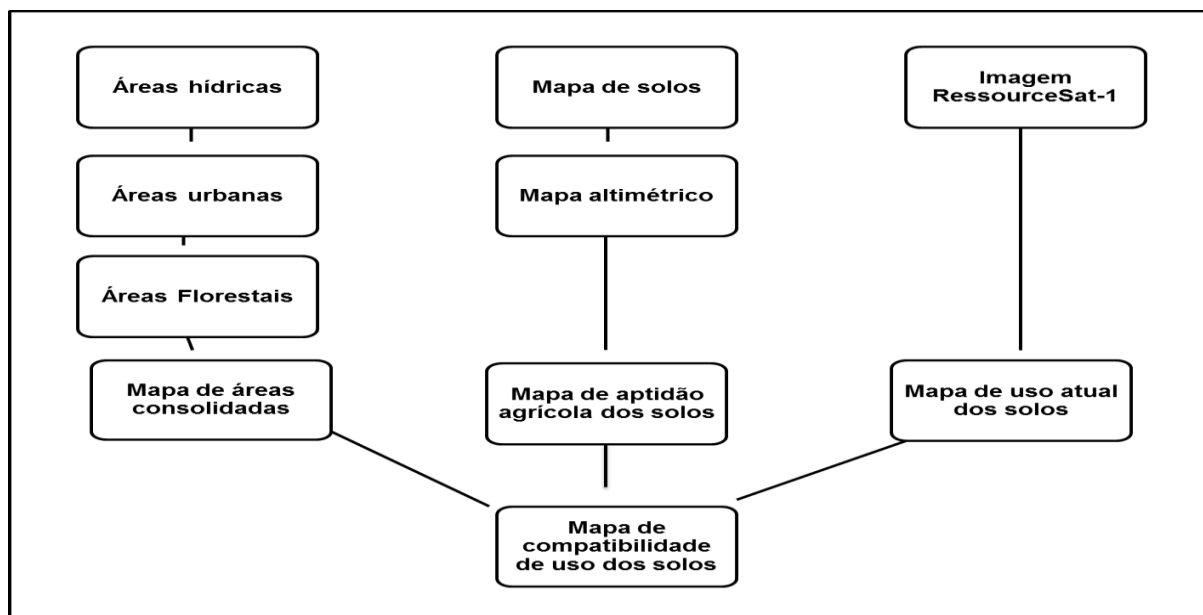 Áreas hídricas
Mapa de solos
Imagem
RessourceSat-1
Áreas urbanas
Mapa altimétrico
Áreas Florestais
Mapa de áreas
consolidadas
Mapa de aptidão
agrícola dos solos
Mapa de uso atual
dos solos
Mapa de
compatibilidade
de uso dos solos